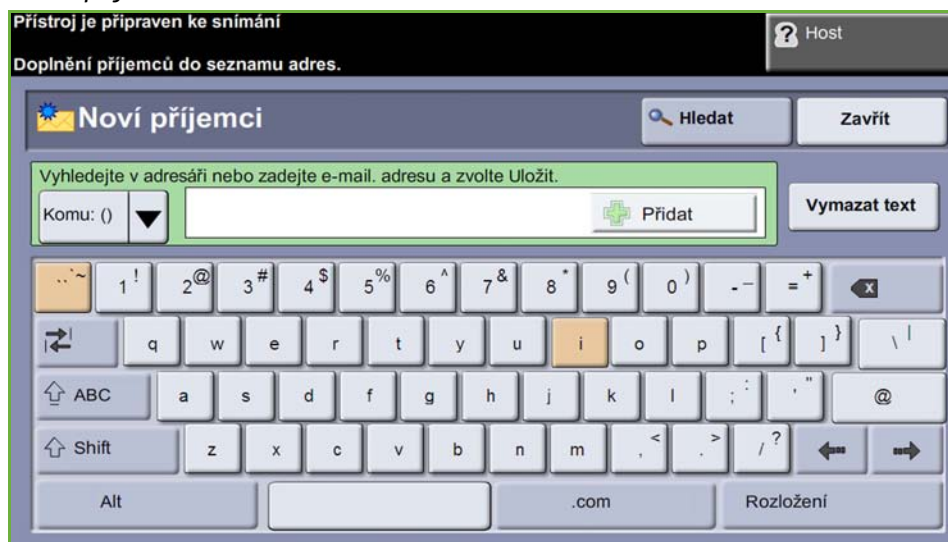 Přístroj je připraven ke snímání
Host
Doplnění příjemců do seznamu adres.
Noví příjemci
Hledat
Zavřít
Vyhledejte v adresáři nebo zadejte e-mail. adresu a zvolte Uložit.
Komu: ()
Přidat
Vymazat text
..`~ 1! 2@ 3# 4$ 5% 6^ 7& 8* 9( 0) -– =+ x
q w e r t y u i o p [{ ]} \|
ABC a s d f g h j k l ;: '" @
Shift z x c v b n m ,< .> /?
Alt .com Rozložení